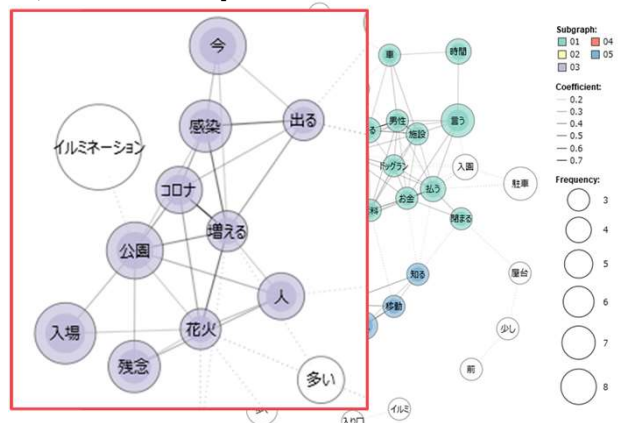 今
感染
出る
イルミネーション
コロナ
増える
公園
人
入場
花火
残念
多い
車
時間
男性
言う
施設
ドッグラン
入園
払う
駐車
お金
閉まる
知る
屋台
移動
少し
前
イルミ
Subgraph:
01 04
02 05
03
Coefficient:
0.2
0.3
0.4
0.5
0.6
0.7
Frequency:
3
4
5
6
7
8